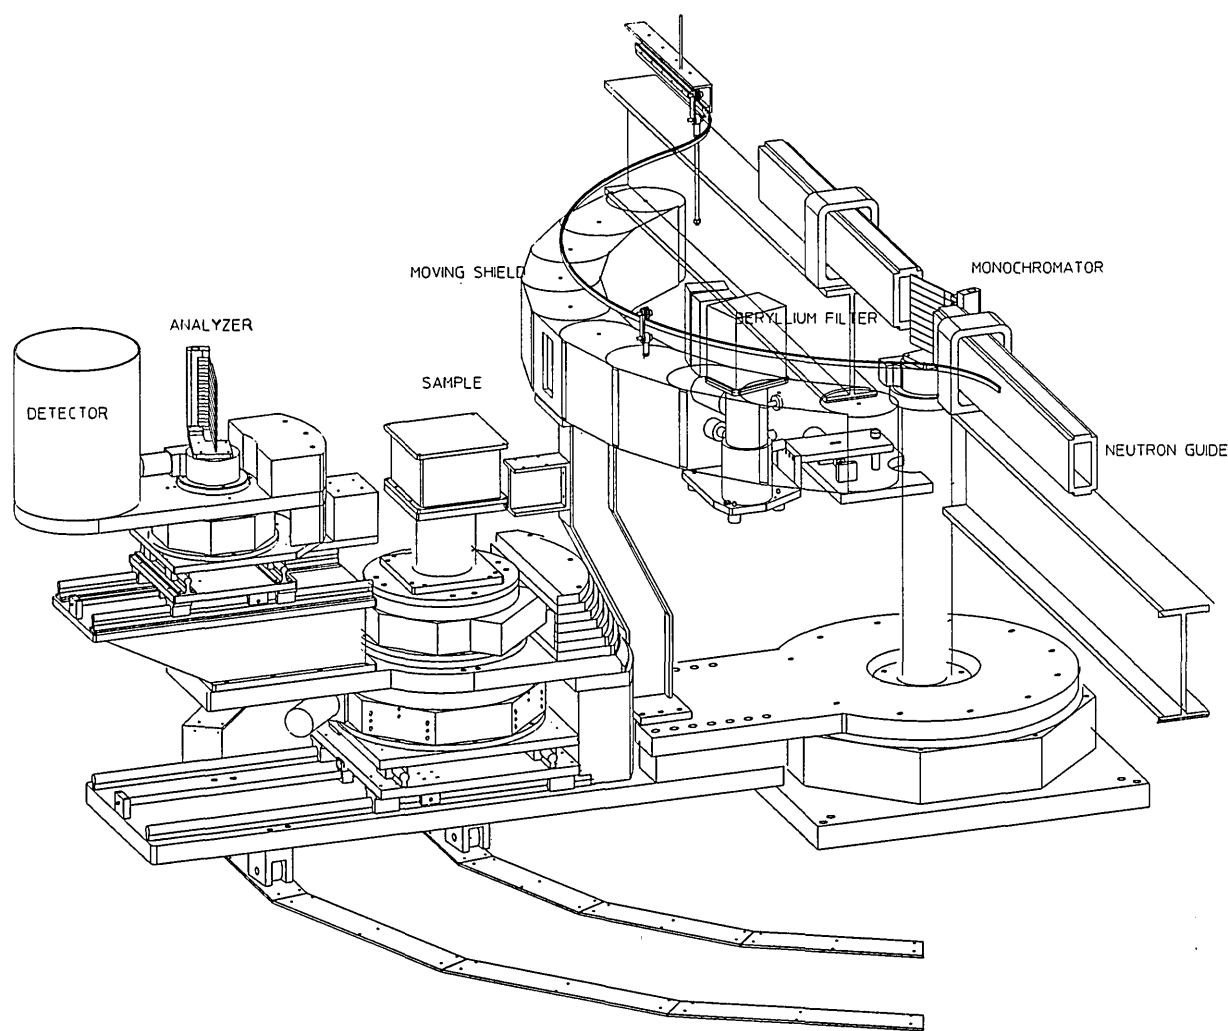 MONOCHROMATOR
MOVING SHIELD
BERYLLIUM FILTER
ANALYZER
SAMPLE
DETECTOR
NEUTRON GUIDE